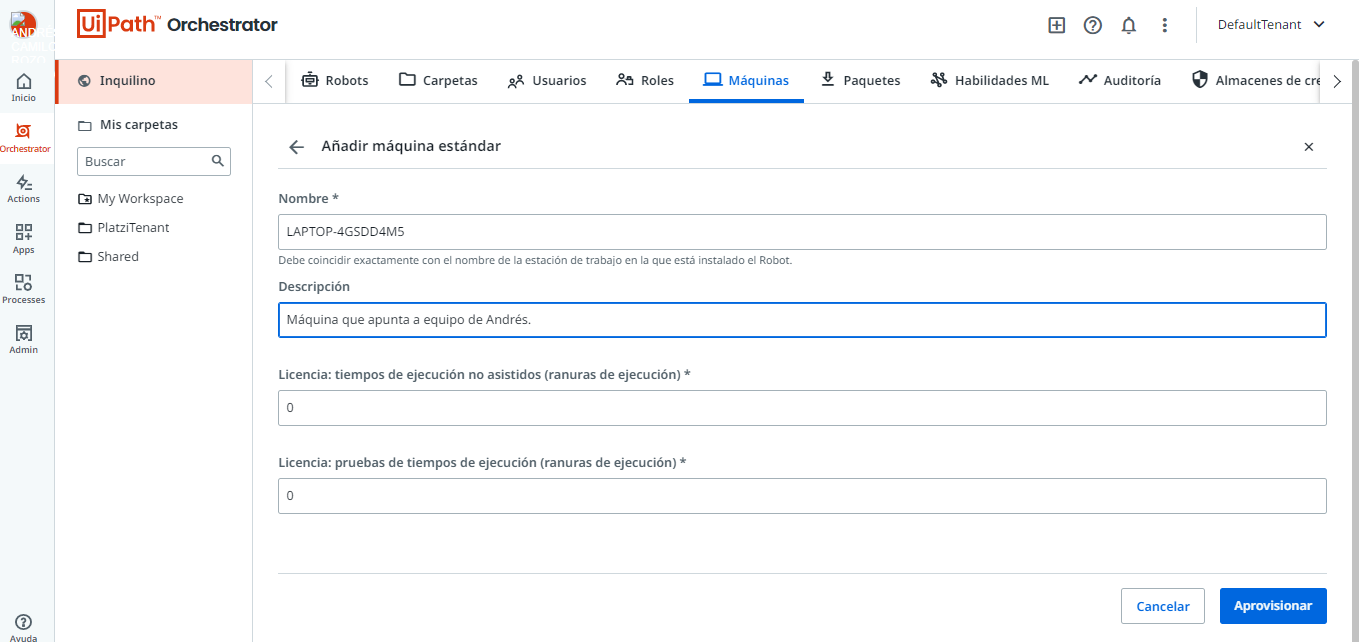 UiPath™ Orchestrator
DefaultTenant
ANDRÉS
CAMILO
Inicio
Orchestrator
Actions
Apps
Processes
Admin
Ayuda
Inquilino
Mis carpetas
Buscar
My Workspace
PlatziTenant
Shared
Robots Carpetas Usuarios Roles Máquinas Paquetes Habilidades ML Auditoría Almacenes de cre
Añadir máquina estándar
Nombre *
LAPTOP-4GSDD4M5
Debe coincidir exactamente con el nombre de la estación de trabajo en la que está instalado el Robot.
Descripción
Máquina que apunta a equipo de Andrés.
Licencia: tiempos de ejecución no asistidos (ranuras de ejecución) *
0
Licencia: pruebas de tiempos de ejecución (ranuras de ejecución) *
0
Cancelar Aprovisionar